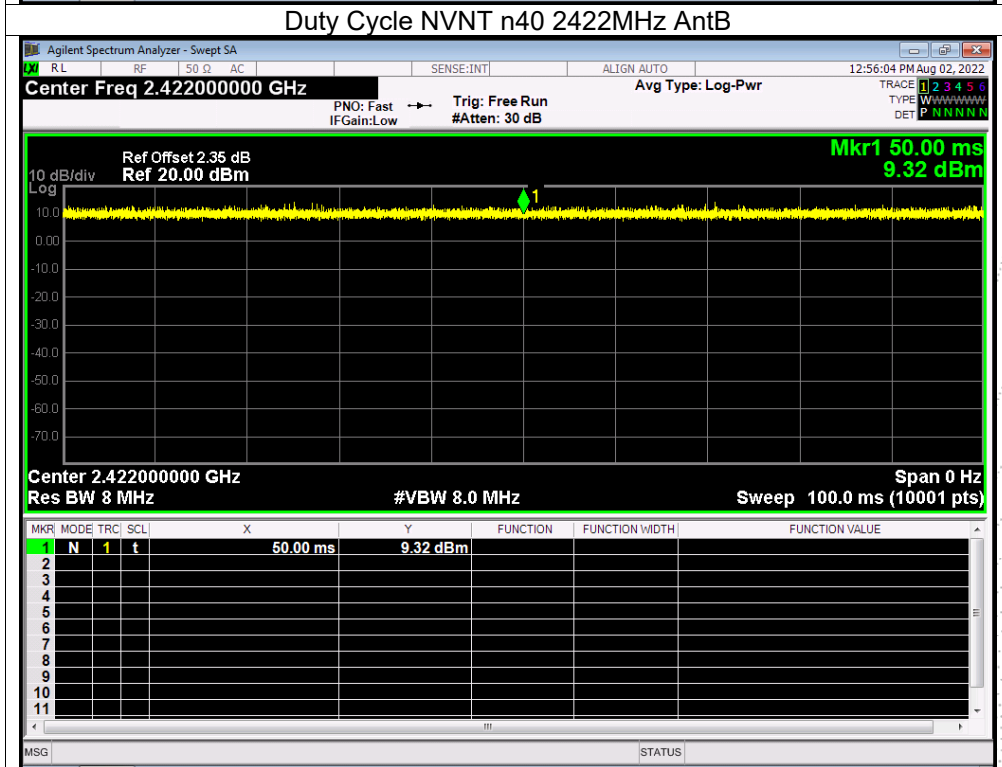 Duty Cycle NVNT n40 2422MHz AntB
Agilent Spectrum Analyzer - Swept SA
LXI RL RF 50 Ω AC SENSE:INT ALIGN AUTO 12:56:04 PM Aug 02, 2022
Center Freq 2.422000000 GHz Avg Type: Log-Pwr TRACE 1 2 3 4 5 6
PNO: Fast Trig: Free Run TYPE WWWWWW
IFGain:Low #Atten: 30 dB DET P N N N N N
Mkr1 50.00 ms
Ref Offset 2.35 dB
10 dB/div Ref 20.00 dBm 9.32 dBm
Log
1
10.0
0.00
-10.0
-20.0
-30.0
-40.0
-50.0
-60.0
-70.0
Center 2.422000000 GHz Span 0 Hz
Res BW 8 MHz #VBW 8.0 MHz Sweep 100.0 ms (10001 pts)
MKR MODE TRC SCL X Y FUNCTION FUNCTION WIDTH FUNCTION VALUE
1 N 1 t 50.00 ms 9.32 dBm
2
3
4
5
6
7
8
9
10
11
MSG STATUS